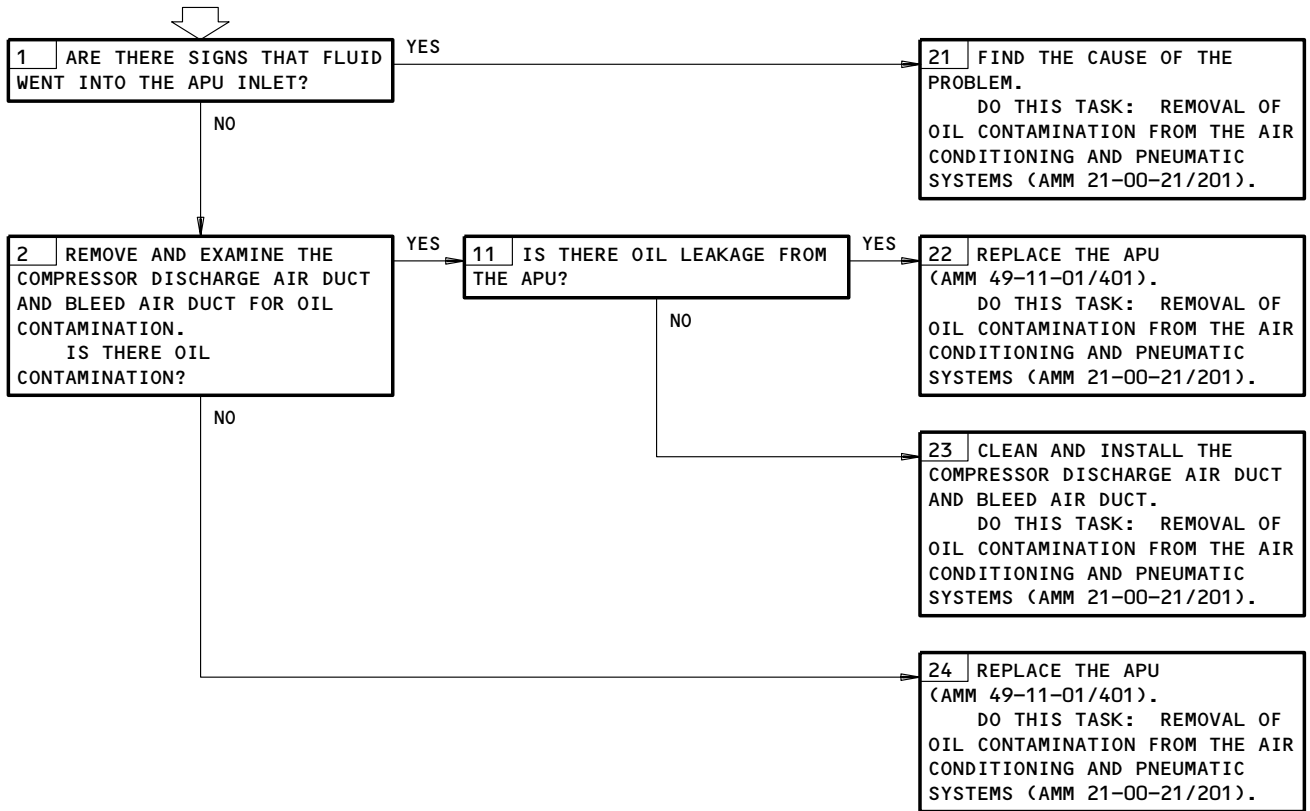 1 ARE THERE SIGNS THAT FLUID
WENT INTO THE APU INLET?
YES
NO
21 FIND THE CAUSE OF THE
PROBLEM.
DO THIS TASK: REMOVAL OF
OIL CONTAMINATION FROM THE AIR
CONDITIONING AND PNEUMATIC
SYSTEMS (AMM 21-00-21/201).
2 REMOVE AND EXAMINE THE
COMPRESSOR DISCHARGE AIR DUCT
AND BLEED AIR DUCT FOR OIL
CONTAMINATION.
IS THERE OIL
CONTAMINATION?
YES
NO
11 IS THERE OIL LEAKAGE FROM
THE APU?
YES
NO
22 REPLACE THE APU
(AMM 49-11-01/401).
DO THIS TASK: REMOVAL OF
OIL CONTAMINATION FROM THE AIR
CONDITIONING AND PNEUMATIC
SYSTEMS (AMM 21-00-21/201).
23 CLEAN AND INSTALL THE
COMPRESSOR DISCHARGE AIR DUCT
AND BLEED AIR DUCT.
DO THIS TASK: REMOVAL OF
OIL CONTAMINATION FROM THE AIR
CONDITIONING AND PNEUMATIC
SYSTEMS (AMM 21-00-21/201).
24 REPLACE THE APU
(AMM 49-11-01/401).
DO THIS TASK: REMOVAL OF
OIL CONTAMINATION FROM THE AIR
CONDITIONING AND PNEUMATIC
SYSTEMS (AMM 21-00-21/201).